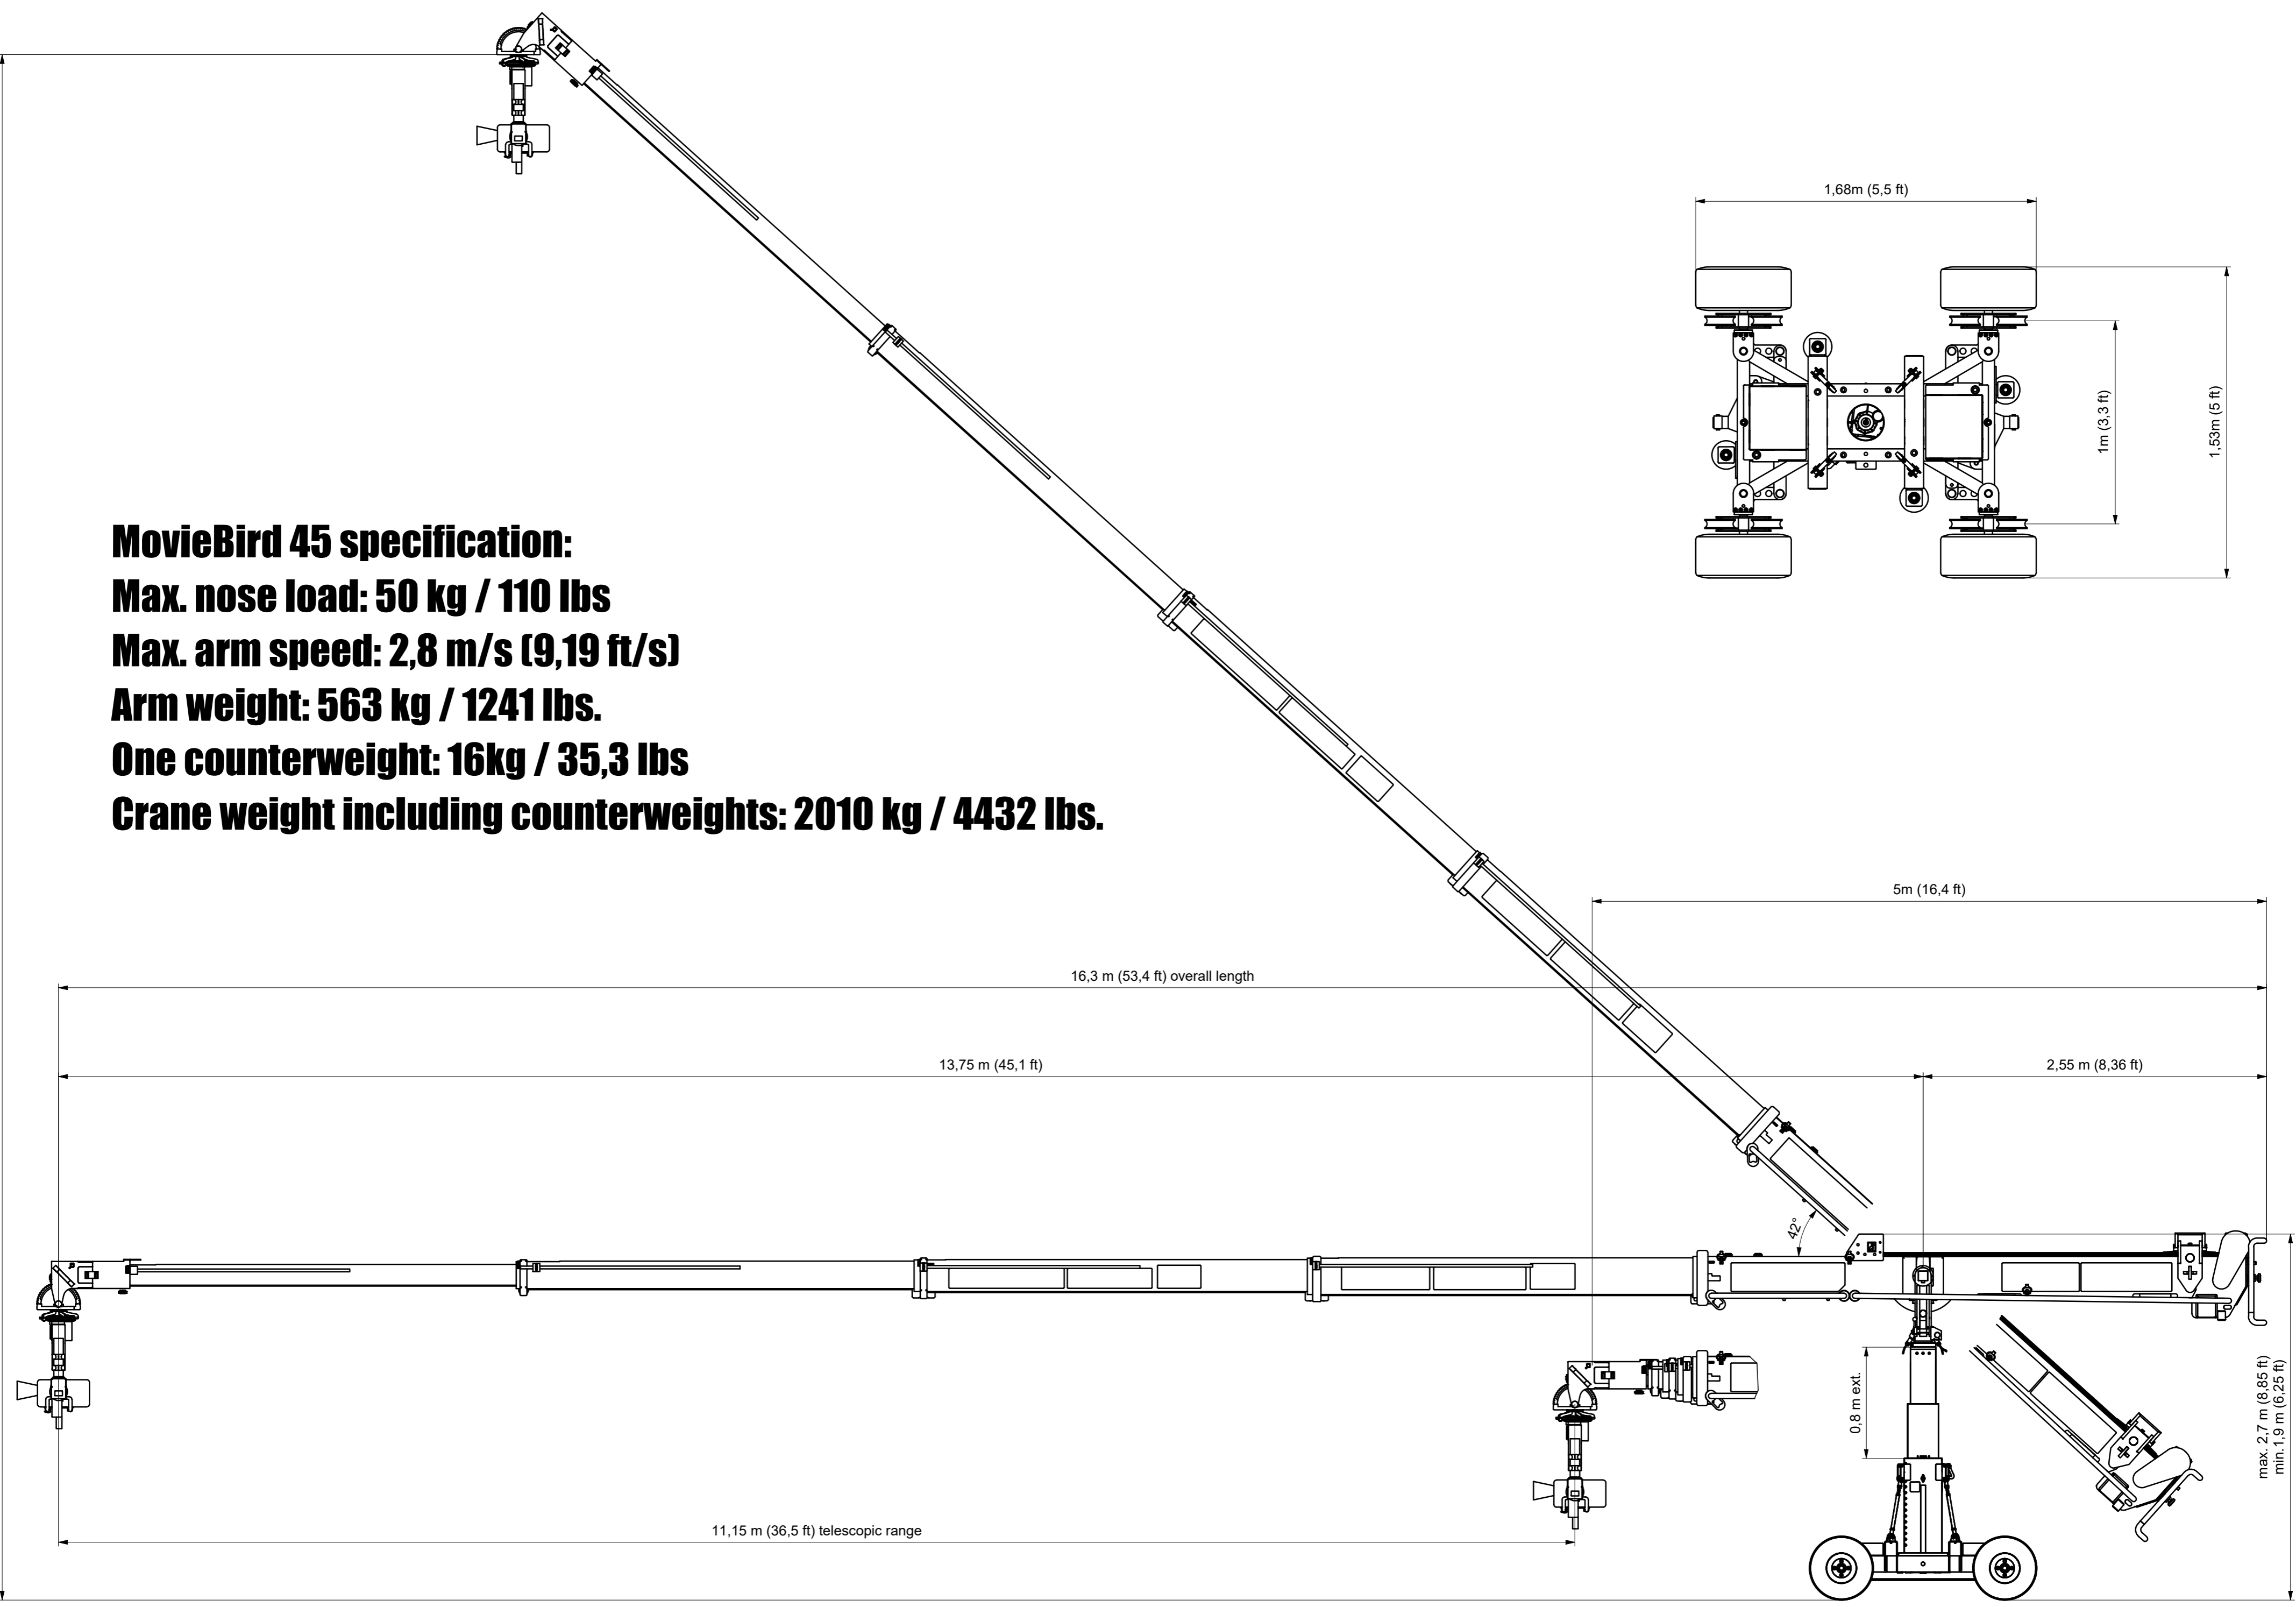 1,68m (5,5 ft)
1m (3,3 ft)
1,53m (5 ft)
MovieBird 45 specification:
Max. nose load: 50 kg / 110 lbs
Max. arm speed: 2,8 m/s (9,19 ft/s)
Arm weight: 563 kg / 1241 lbs.
One counterweight: 16kg / 35,3 lbs
Crane weight including counterweights: 2010 kg / 4432 lbs.
5m (16,4 ft)
16,3 m (53,4 ft) overall length
13,75 m (45,1 ft)
2,55 m (8,36 ft)
42°
0,8 m ext.
max. 2,7 m (8,85 ft)
min.1,9 m (6,25 ft)
11,15 m (36,5 ft) telescopic range